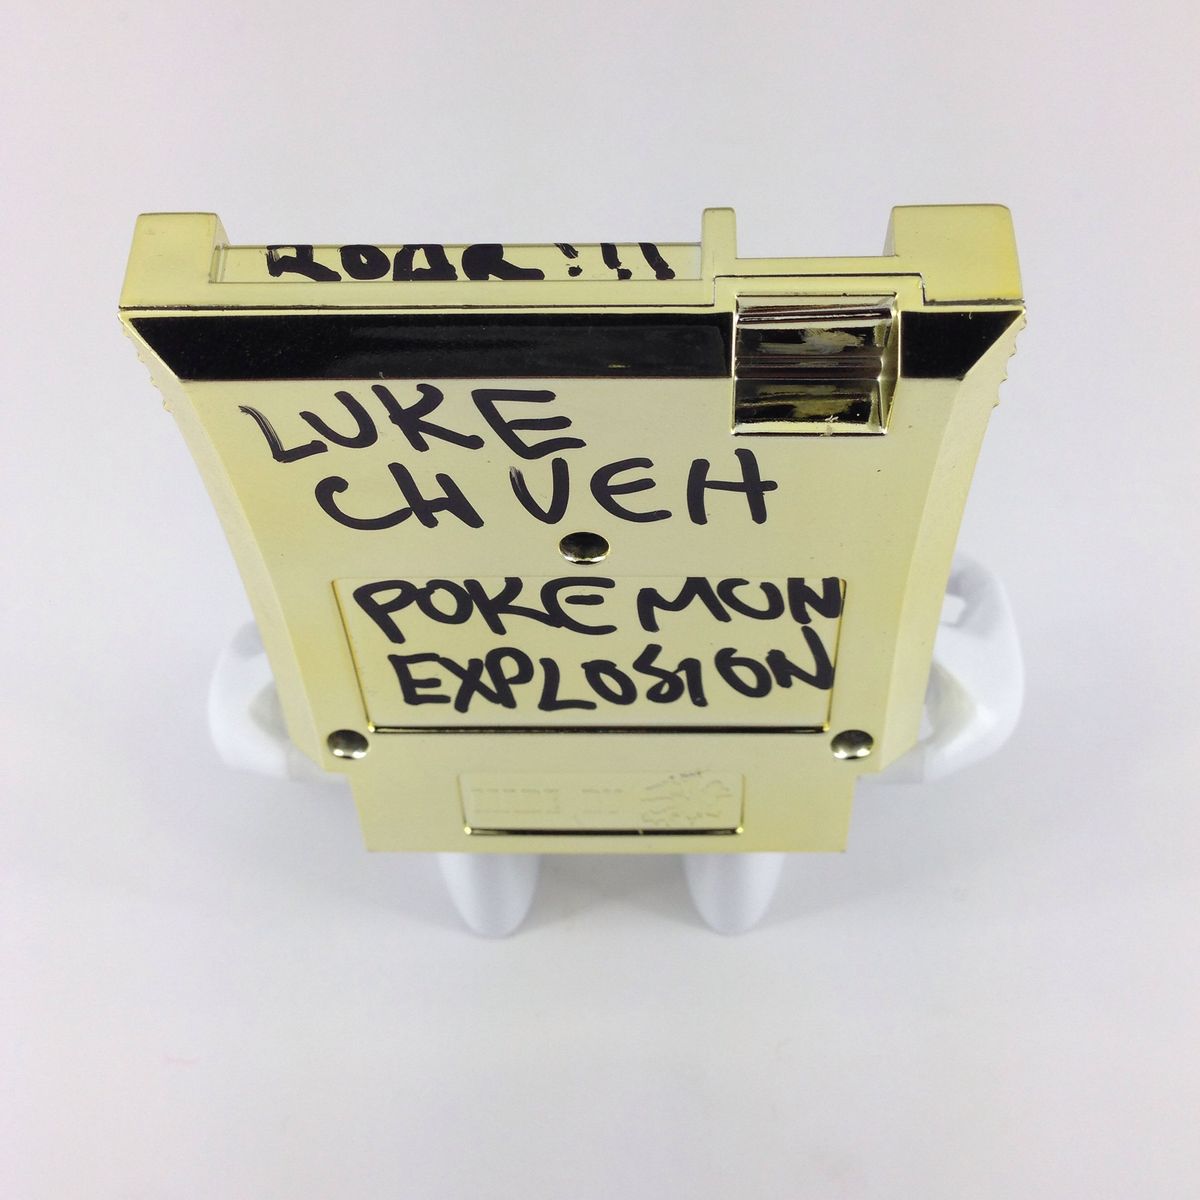 ROAR!!!
LUKE
CHUEH
POKEMON
EXPLOSION